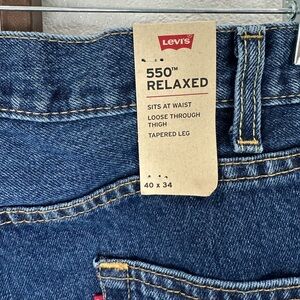 LEVI'S
550™
RELAXED
SITS AT WAIST
LOOSE THROUGH
THIGH
TAPERED LEG
40 x 34